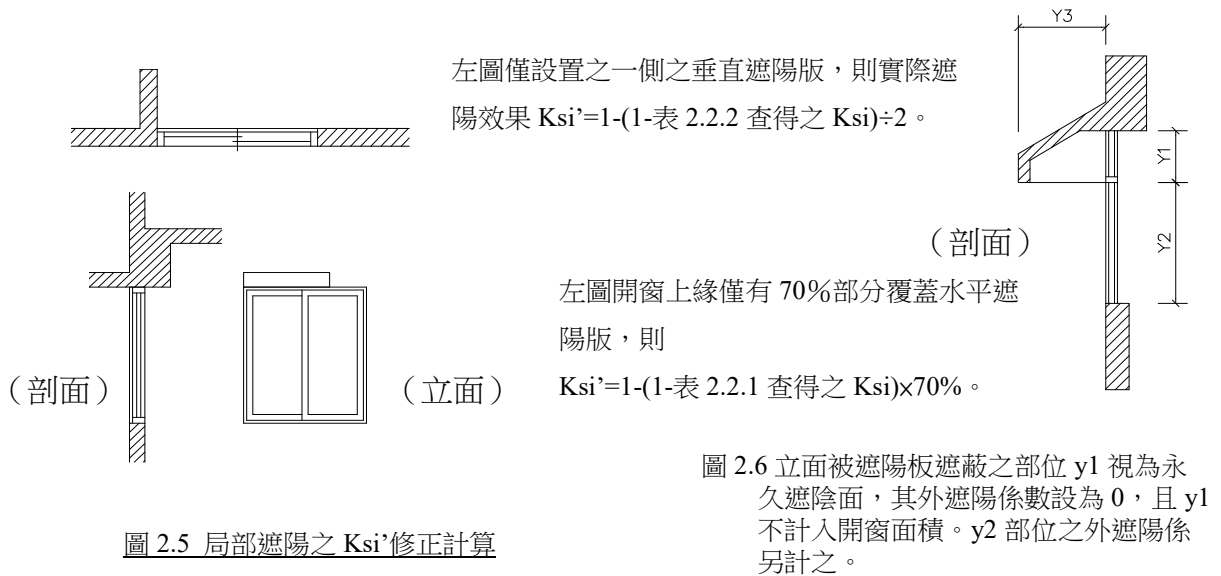 Y3
左圖僅設置之一側之垂直遮陽版，則實際遮
陽效果 Ksi’=1-(1-表 2.2.2 查得之 Ksi)÷2。
Y1
（剖面）
Y2
左圖開窗上緣僅有 70％部分覆蓋水平遮
陽版，則
（剖面）
（立面）
Ksi’=1-(1-表 2.2.1 查得之 Ksi)×70%。
圖 2.6 立面被遮陽板遮蔽之部位 y1 視為永
久遮陰面，其外遮陽係數設為 0，且 y1
不計入開窗面積。y2 部位之外遮陽係
另計之。
圖 2.5 局部遮陽之 Ksi’修正計算